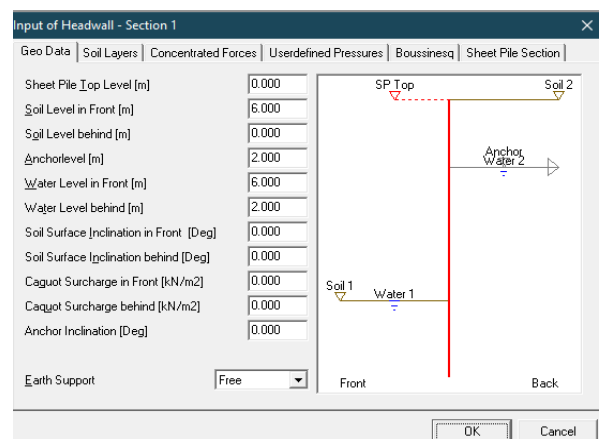 Input of Headwall - Section 1
Geo Data Soil Layers Concentrated Forces Userdefined Pressures Boussinesq Sheet Pile Section
Sheet Pile Top Level [m] 0.000
Soil Level in Front [m] 6.000
Soil Level behind [m] 0.000
Anchorlevel [m] 2.000
Water Level in Front [m] 6.000
Water Level behind [m] 2.000
Soil Surface Inclination in Front [Deg] 0.000
Soil Surface Inclination behind [Deg] 0.000
Caquot Surcharge in Front [kN/m2] 0.000
Caquot Surcharge behind [kN/m2] 0.000
Anchor Inclination [Deg] 0.000
Earth Support Free
SP Top Soil 2
Anchor
Water 2
Soil 1 Water 1
Front Back
OK Cancel